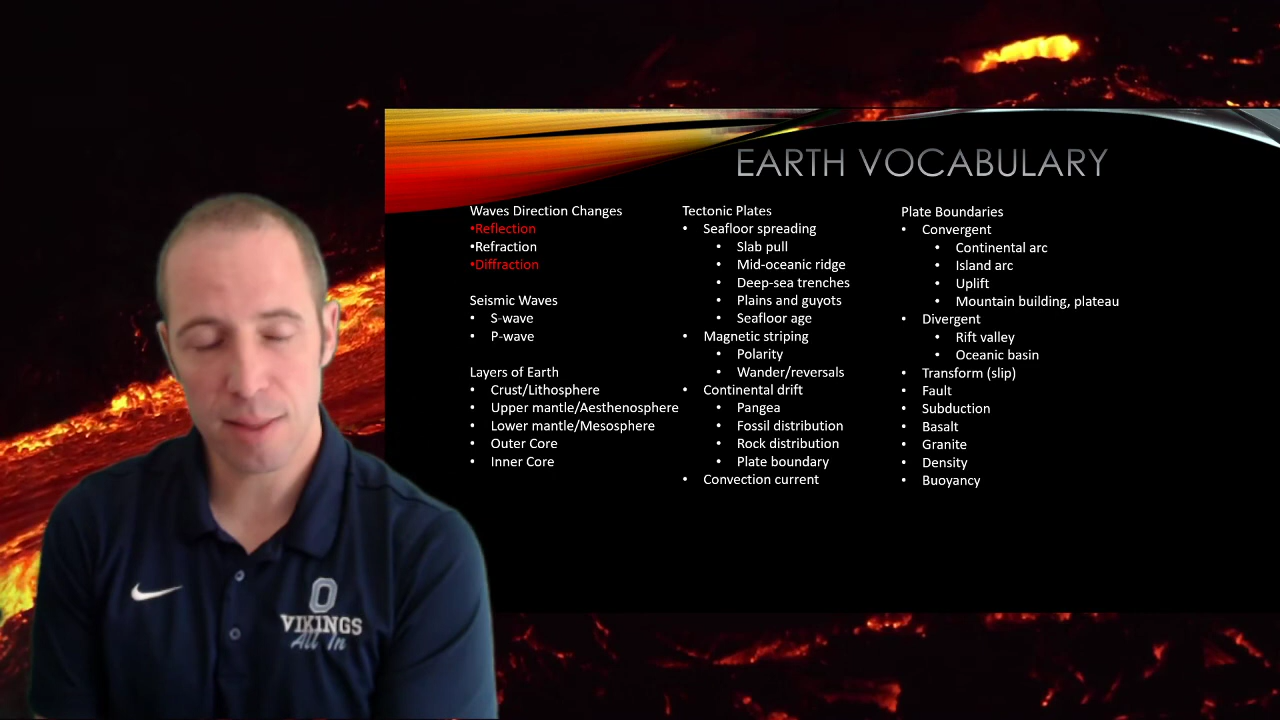 EARTH VOCABULARY
Waves Direction Changes
•Reflection
•Refraction
•Diffraction
Seismic Waves
• S-wave
• P-wave
Layers of Earth
• Crust/Lithosphere
• Upper mantle/Aesthenosphere
• Lower mantle/Mesosphere
• Outer Core
• Inner Core
Tectonic Plates
• Seafloor spreading
• Slab pull
• Mid-oceanic ridge
• Deep-sea trenches
• Plains and guyots
• Seafloor age
• Magnetic striping
• Polarity
• Wander/reversals
• Continental drift
• Pangea
• Fossil distribution
• Rock distribution
• Plate boundary
• Convection current
Plate Boundaries
• Convergent
• Continental arc
• Island arc
• Uplift
• Mountain building, plateau
• Divergent
• Rift valley
• Oceanic basin
• Transform (slip)
• Fault
• Subduction
• Basalt
• Granite
• Density
• Buoyancy
O
VIKINGS
All In